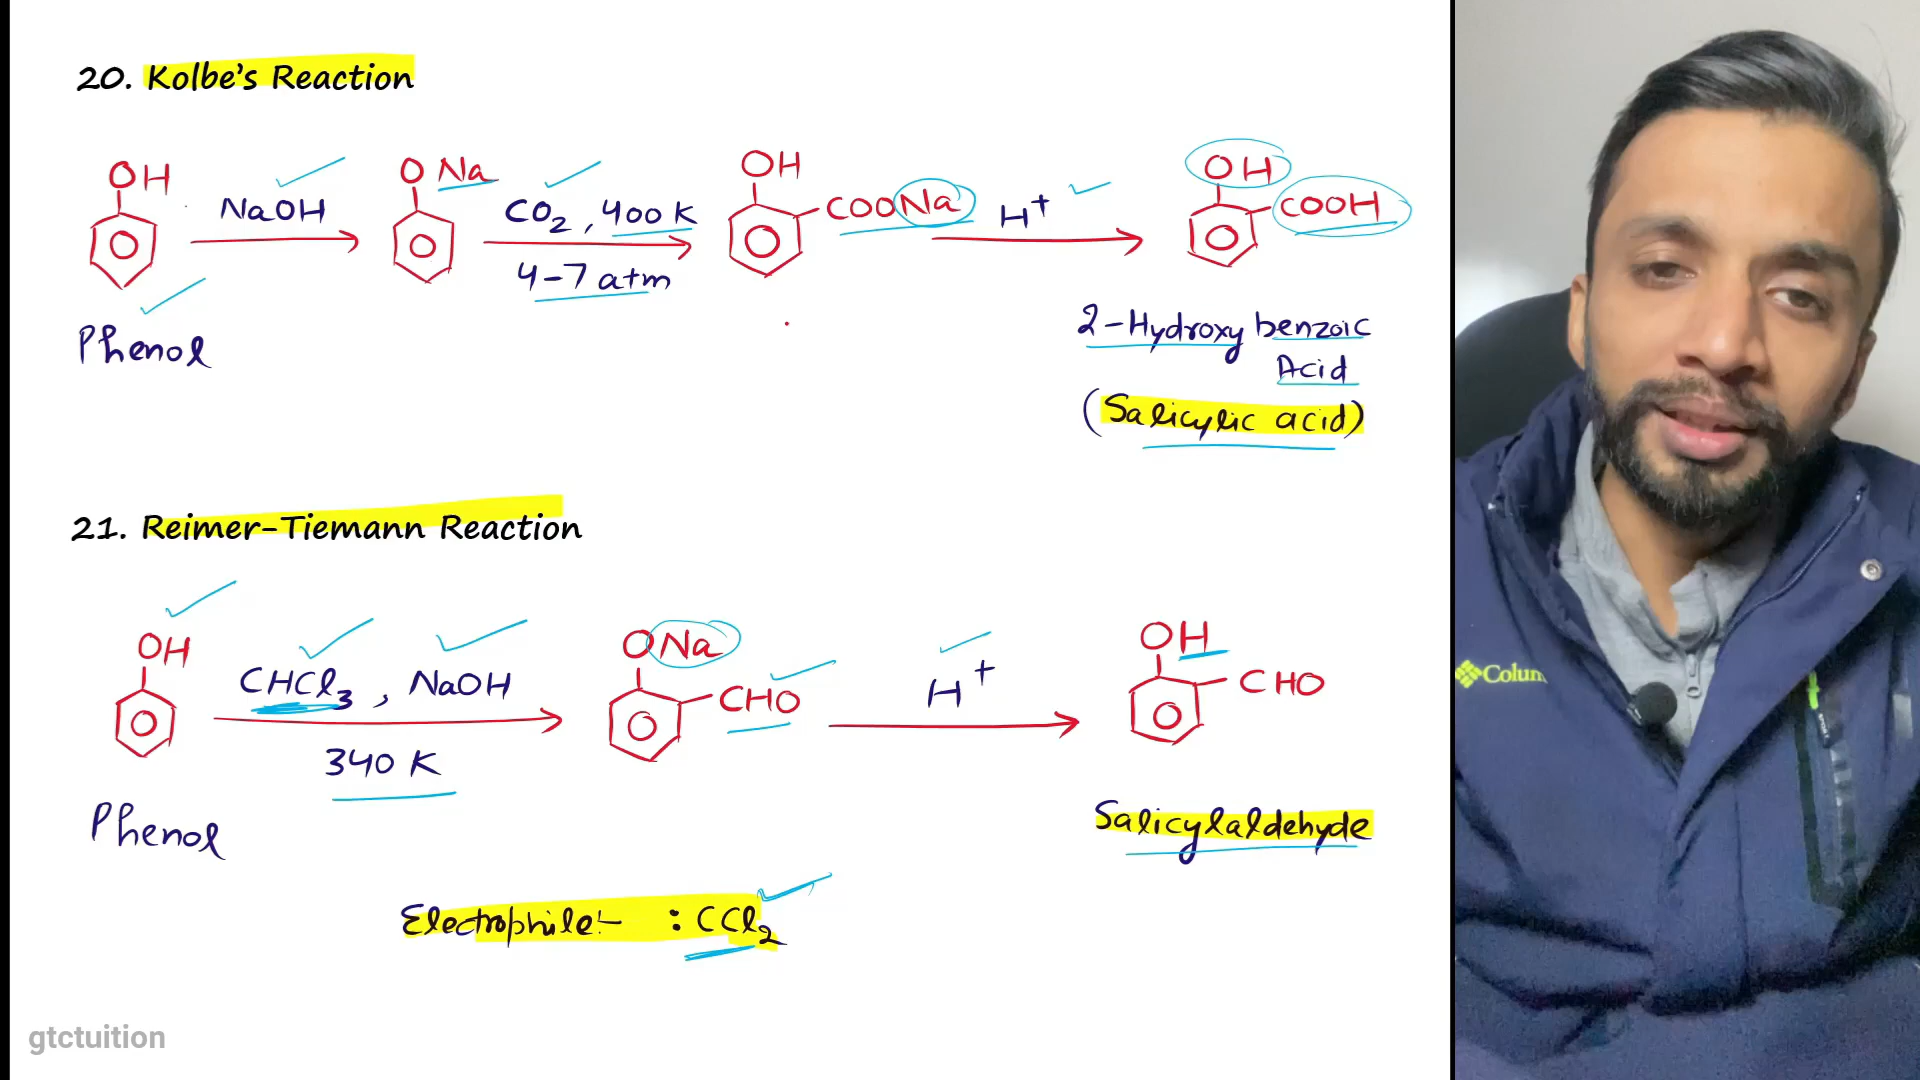 20. Kolbe's Reaction
OH
NaOH
ONa
CO2, 400 K
4-7 atm
OH
COONa
H+
OH
COOH
Phenol
2-Hydroxy benzoic
Acid
(Salicylic acid)
21. Reimer-Tiemann Reaction
OH
CHCl3, NaOH
340 K
ONa
CHO
H+
OH
CHO
Phenol
Salicylaldehyde
Electrophile:- :CCl2
gtctuition